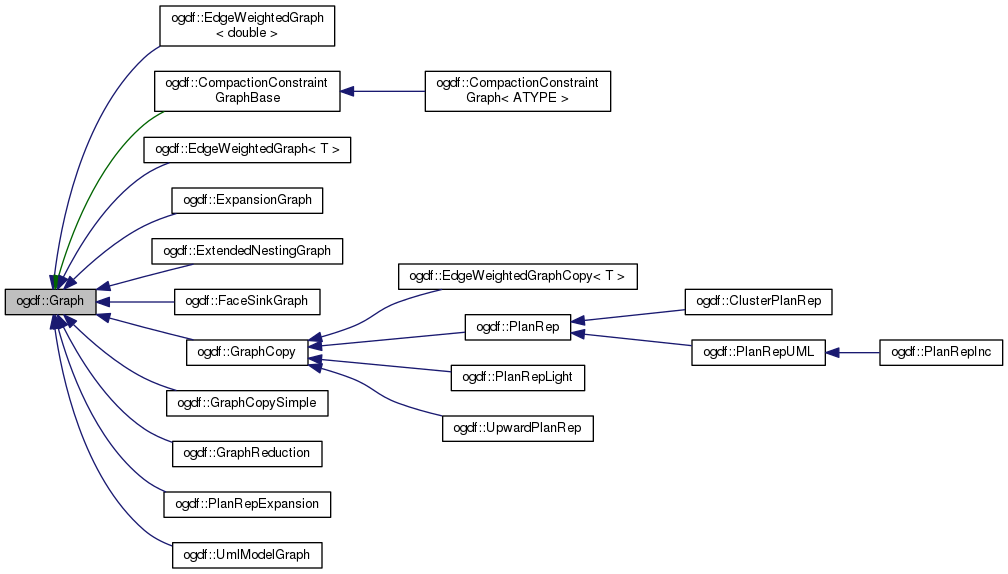 ogdf::EdgeWeightedGraph
< double >
ogdf::CompactionConstraint
GraphBase
ogdf::CompactionConstraint
Graph< ATYPE >
ogdf::EdgeWeightedGraph< T >
ogdf::ExpansionGraph
ogdf::ExtendedNestingGraph
ogdf::Graph
ogdf::FaceSinkGraph
ogdf::GraphCopy
ogdf::EdgeWeightedGraphCopy< T >
ogdf::PlanRep
ogdf::ClusterPlanRep
ogdf::PlanRepUML
ogdf::PlanRepInc
ogdf::PlanRepLight
ogdf::UpwardPlanRep
ogdf::GraphCopySimple
ogdf::GraphReduction
ogdf::PlanRepExpansion
ogdf::UmlModelGraph